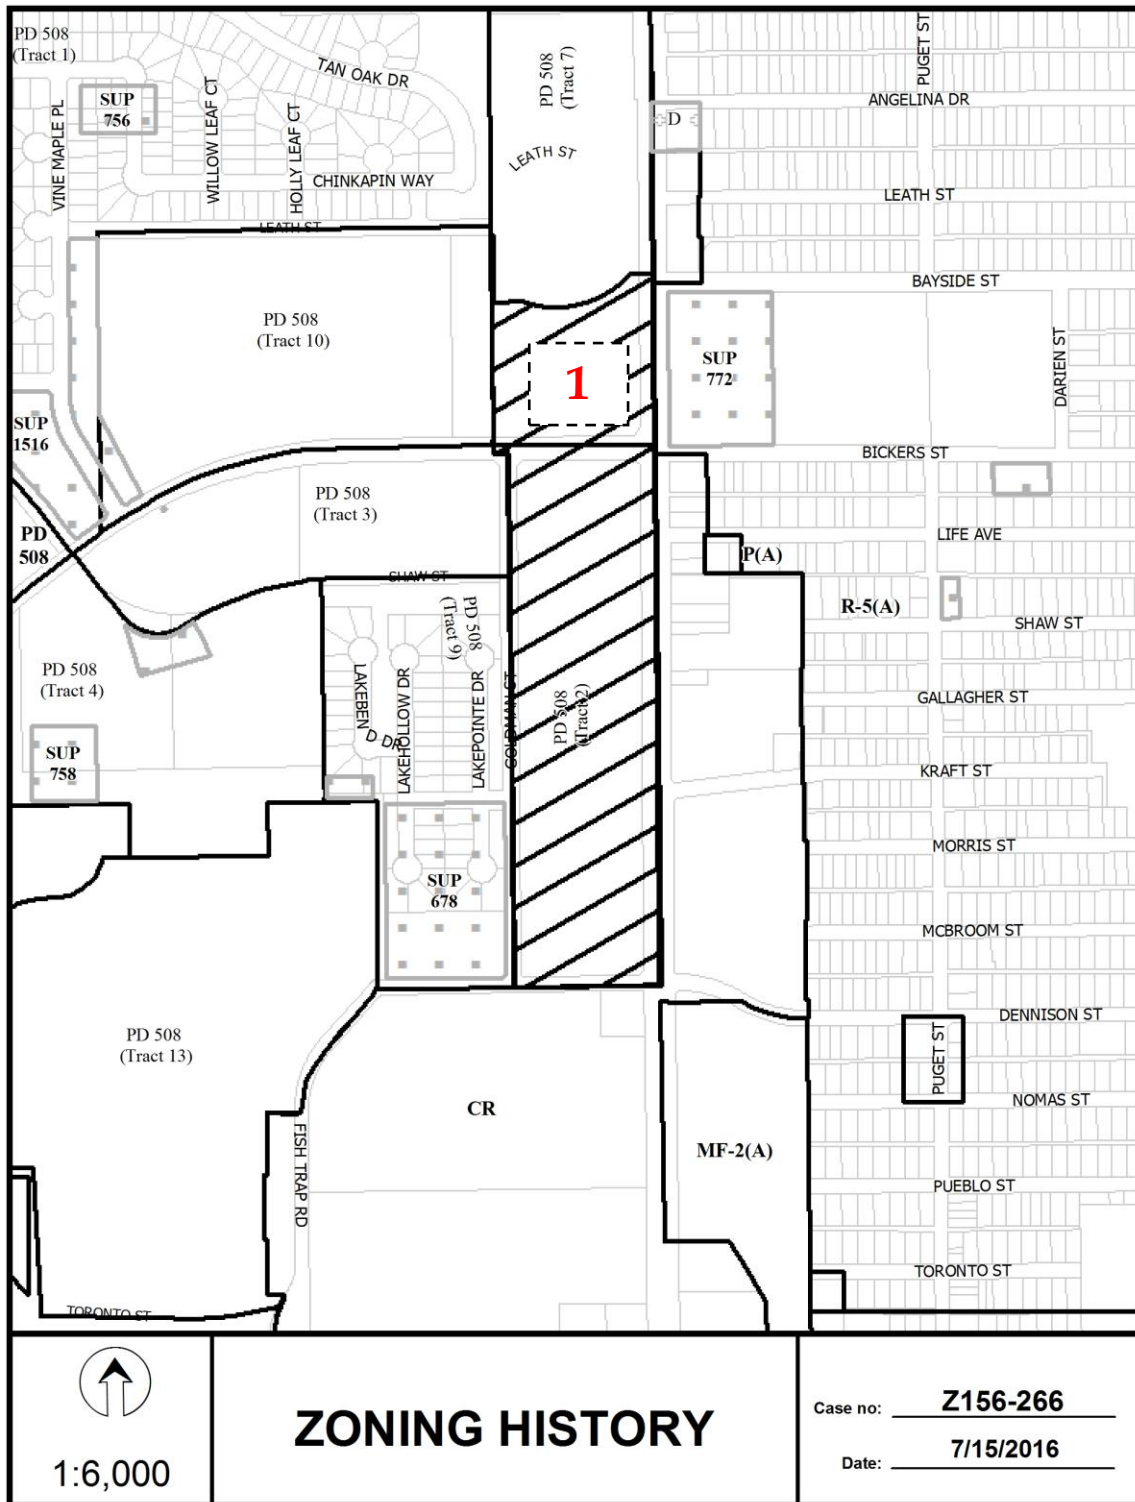 PD 508
(Tract 1)
SUP
756
VINE MAPLE PL
WILLOW LEAF CT
HOLLY LEAF CT
TAN OAK DR
CHINKAPIN WAY
LEATH ST
PD 508
(Tract 7)
LEATH ST
D
PUGET ST
ANGELINA DR
LEATH ST
BAYSIDE ST
DARIEN ST
PD 508
(Tract 10)
1
SUP
772
SUP
1516
BICKERS ST
PD 508
(Tract 3)
PD
508
LIFE AVE
P(A)
R-5(A)
SHAW ST
SHAW ST
PD 508
(Tract 9)
PD 508
(Tract 4)
LAKEBEND DR
LAKEHOLLOW DR
LAKEPOINTE DR
GOLDMAN ST
PD 508
(Tract 2)
GALLAGHER ST
SUP
758
KRAFT ST
MORRIS ST
SUP
678
MCBROOM ST
PD 508
(Tract 13)
DENNISON ST
PUGET ST
NOMAS ST
CR
FISH TRAP RD
MF-2(A)
PUEBLO ST
TORONTO ST
TORONTO ST
1:6,000
ZONING HISTORY
Case no: Z156-266
Date: 7/15/2016